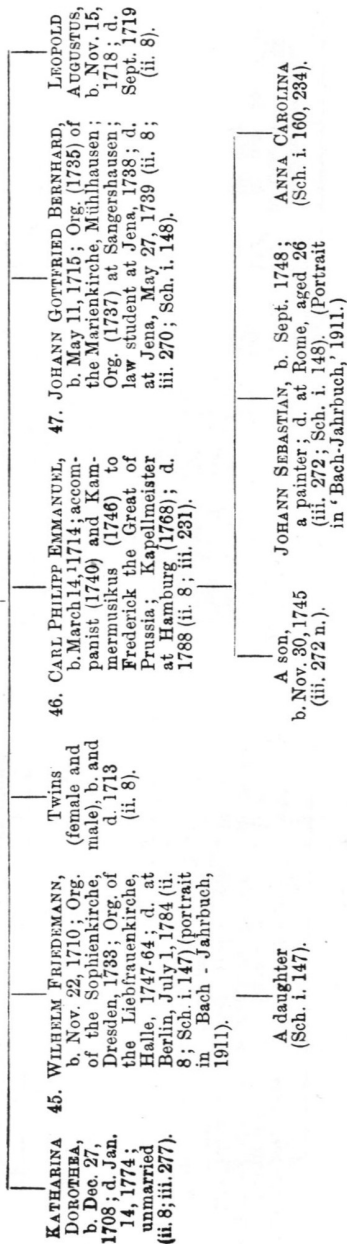 KATHARINA
DOROTHEA,
b. Dec. 27,
1708; d. Jan.
14, 1774;
unmarried
(ii. 8; iii. 277).
45. WILHELM FRIEDEMANN,
b. Nov. 22, 1710; Org.
of the Sophienkirche,
Dresden, 1733; Org. of
the Liebfrauenkirche,
Halle, 1747-64; d. at
Berlin, July 1, 1784 (ii.
8; Sch. i. 147) (portrait
in Bach - Jahrbuch,
1911).
Twins
(female and
male), b. and
d. 1713
(ii. 8).
46. CARL PHILIPP EMMANUEL,
b. March 14,¹ 1714; accom-
panist (1740) and Kam-
mermusikus (1746) to
Frederick the Great of
Prussia; Kapellmeister
at Hamburg (1768); d.
1788 (ii. 8; iii. 231).
47. JOHANN GOTTFRIED BERNHARD,
b. May 11, 1715; Org. (1735) of
the Marienkirche, Mühlhausen;
Org. (1737) at Sangershausen;
law student at Jena, 1738; d.
at Jena, May 27, 1739 (ii. 8;
iii. 270; Sch. i. 148).
LEOPOLD
AUGUSTUS,
b. Nov. 15,
1718; d.
Sept. 1719
(ii. 8).
A daughter
(Sch. i. 147).
A son,
b. Nov. 30, 1745
(iii. 272 n.).
JOHANN SEBASTIAN, b. Sept. 1748;
a painter; d. at Rome, aged 26
(iii. 272; Sch. i. 148). (Portrait
in 'Bach-Jahrbuch,' 1911.)
ANNA CAROLINA
(Sch. i. 160, 234).